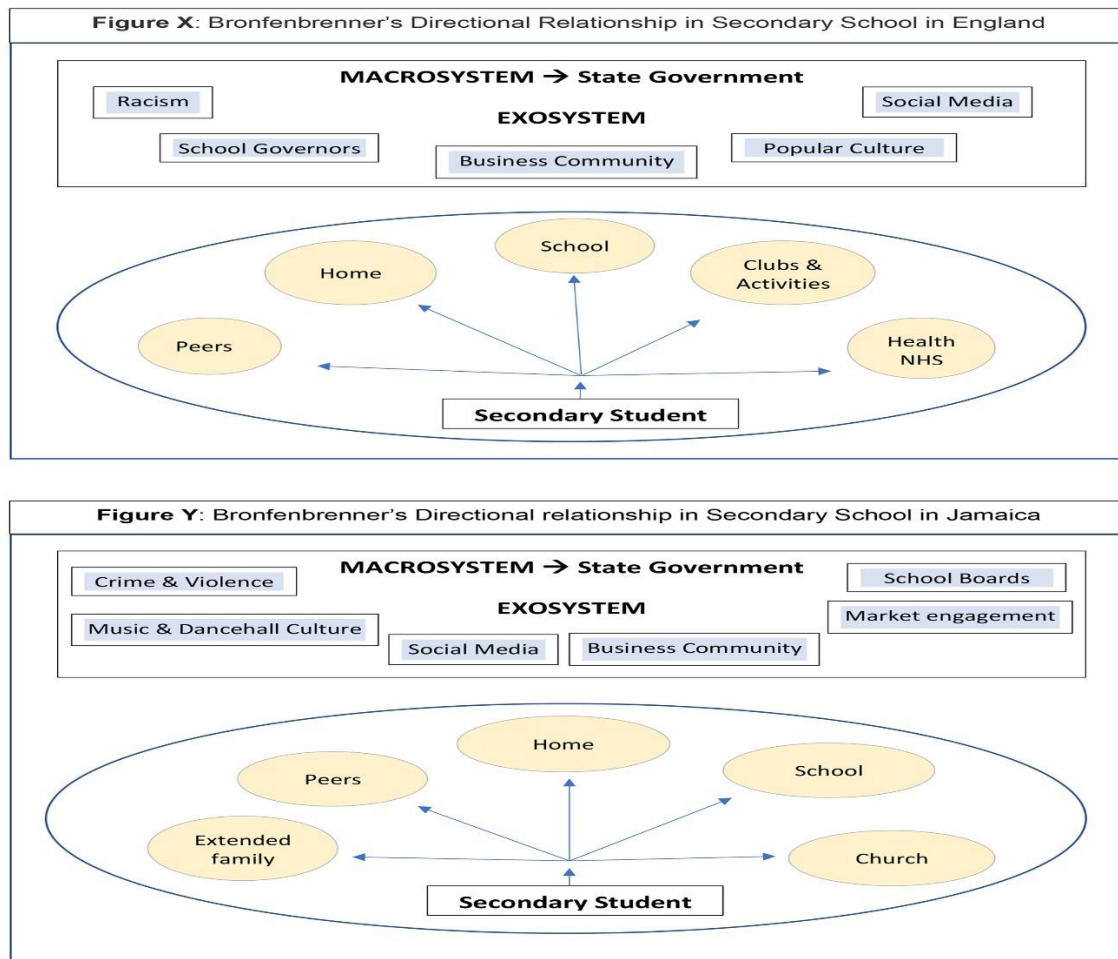 Figure X: Bronfenbrenner's Directional Relationship in Secondary School in England
MACROSYSTEM → State Government
Racism
Social Media
EXOSYSTEM
School Governors
Business Community
Popular Culture
School
Home
Clubs &
Activities
Peers
Health
NHS
Secondary Student
Figure Y: Bronfenbrenner's Directional relationship in Secondary School in Jamaica
MACROSYSTEM → State Government
Crime & Violence
School Boards
EXOSYSTEM
Market engagement
Music & Dancehall Culture
Social Media
Business Community
Home
Peers
School
Extended
family
Church
Secondary Student